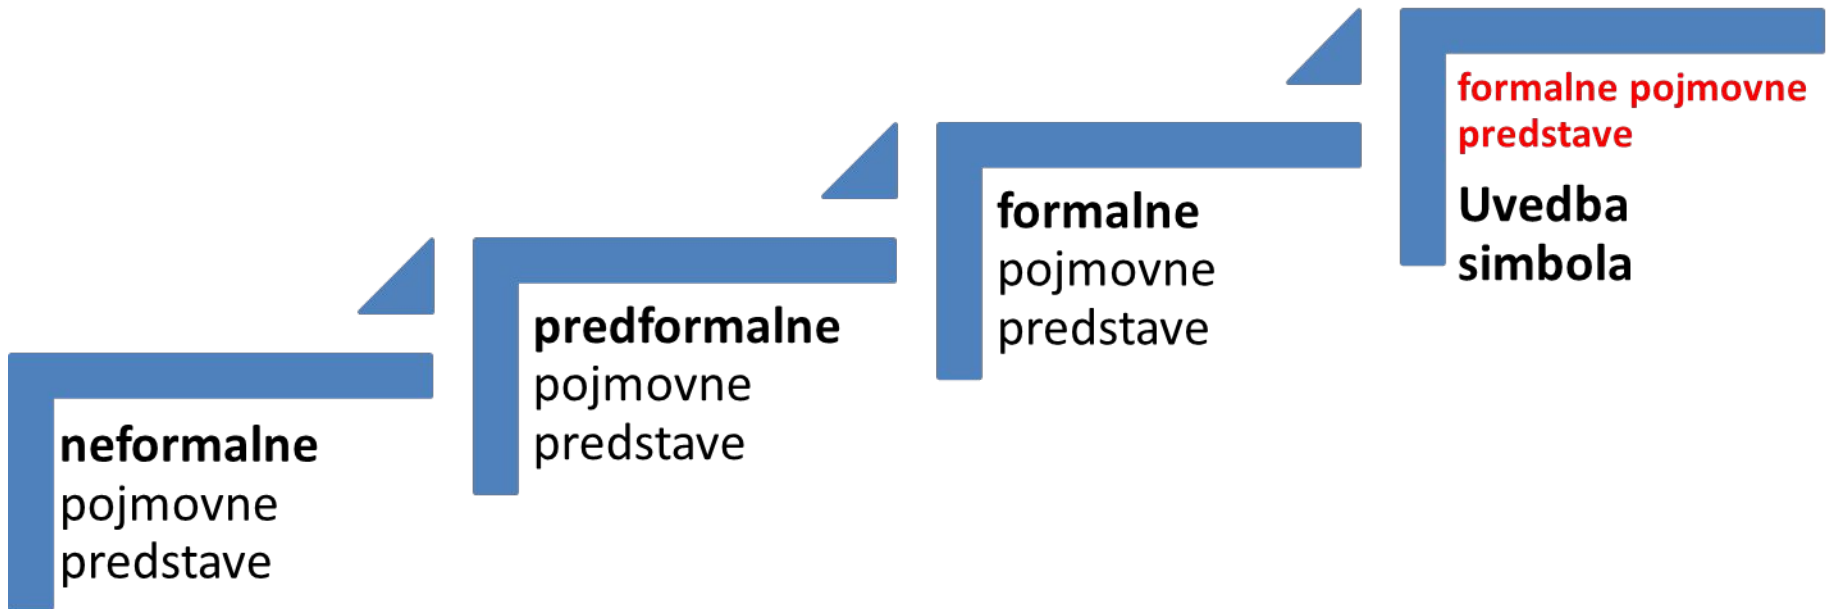 neformalne
pojmovne
predstave
predformalne
pojmovne
predstave
formalne
pojmovne
predstave
formalne pojmovne
predstave
Uvedba
simbola